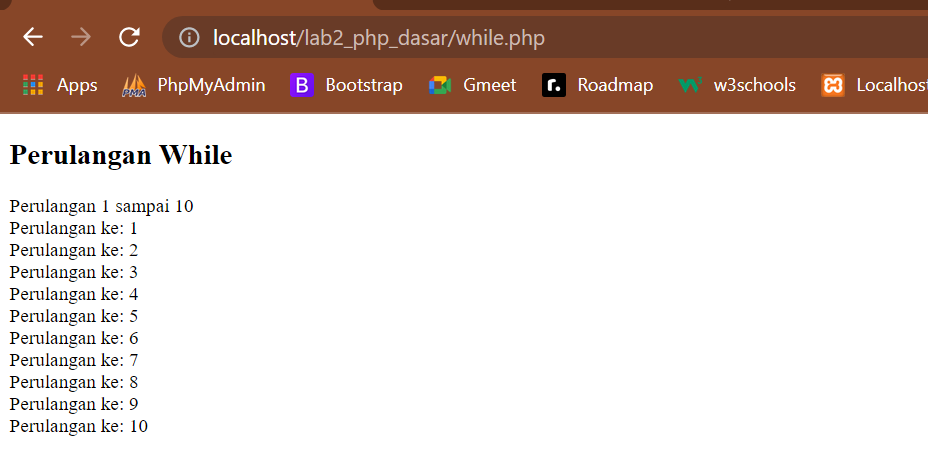 localhost/lab2_php_dasar/while.php
Apps PMA PhpMyAdmin B Bootstrap Gmeet r. Roadmap w3schools Localhost
Perulangan While
Perulangan 1 sampai 10
Perulangan ke: 1
Perulangan ke: 2
Perulangan ke: 3
Perulangan ke: 4
Perulangan ke: 5
Perulangan ke: 6
Perulangan ke: 7
Perulangan ke: 8
Perulangan ke: 9
Perulangan ke: 10